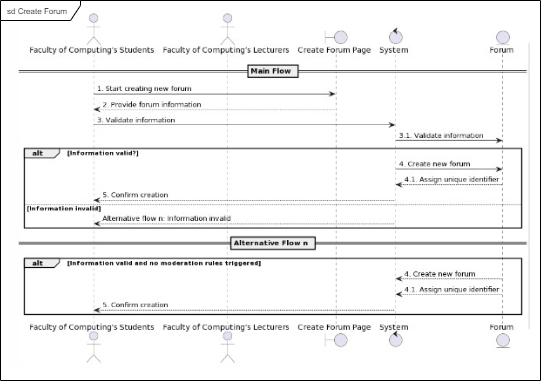 sd Create Forum
Faculty of Computing's Students Faculty of Computing's Lecturers Create Forum Page System Forum
Main Flow
1. Start creating new forum
2. Provide forum information
3. Validate information
3.1. Validate information
alt [Information valid?]
4. Create new forum
4.1. Assign unique identifier
5. Confirm creation
[Information invalid]
Alternative flow n: Information invalid
Alternative Flow n
alt [Information valid and no moderation rules triggered]
4. Create new forum
4.1. Assign unique identifier
5. Confirm creation
Faculty of Computing's Students Faculty of Computing's Lecturers Create Forum Page System Forum